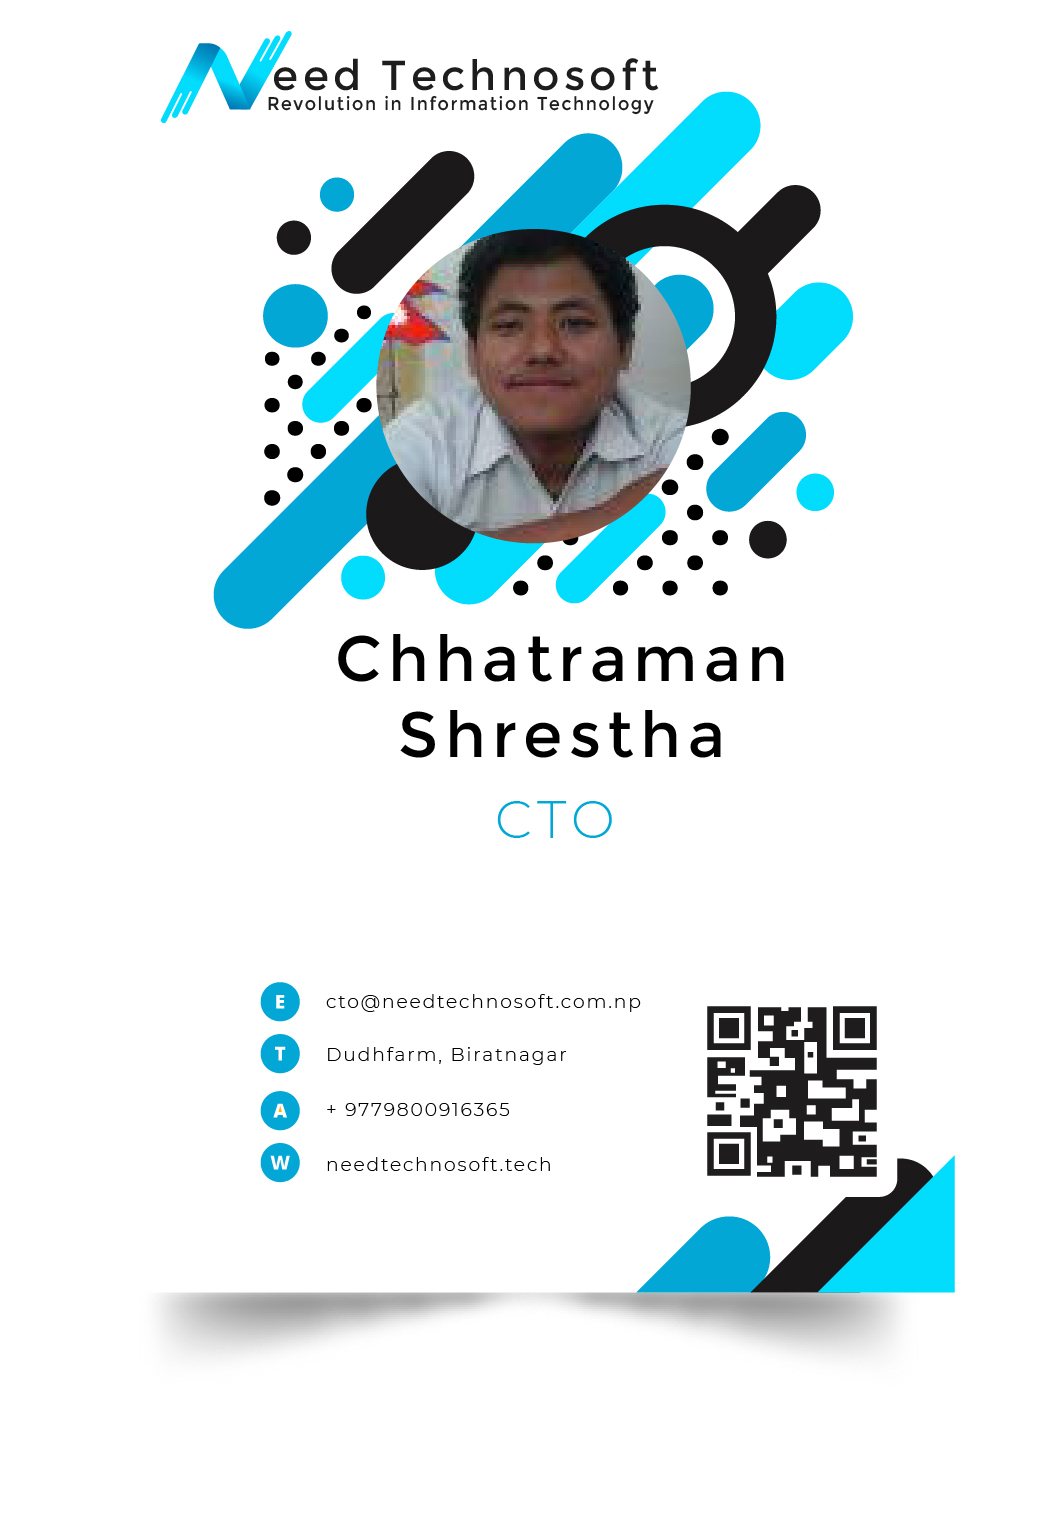 Need Technosoft
Revolution in Information Technology
Chhatraman
Shrestha
CTO
E cto@needtechnosoft.com.np
T Dudhfarm, Biratnagar
A + 9779800916365
W needtechnosoft.tech